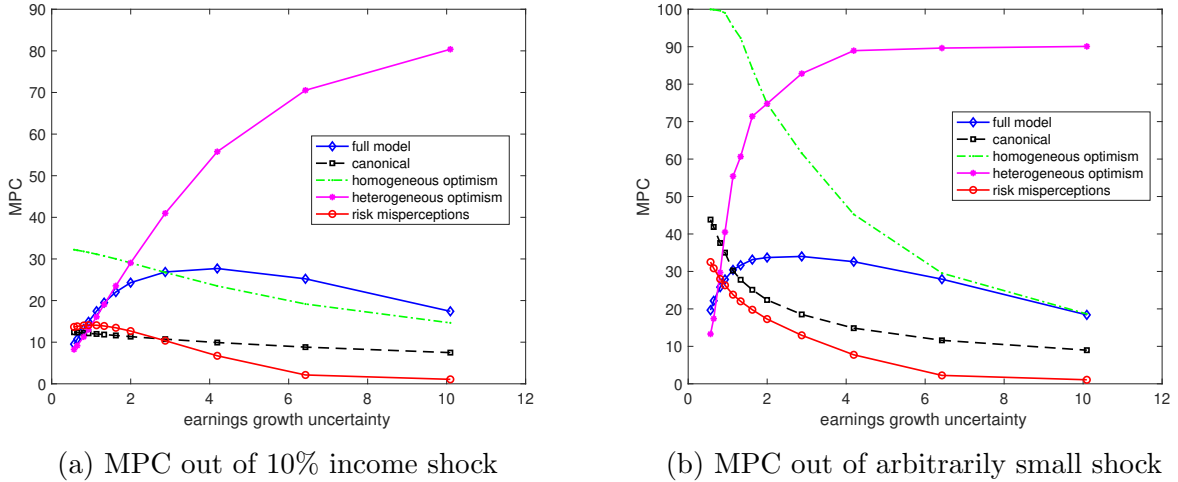 90
80
70
60
50
40
30
20
10
0
MPC
full model
canonical
homogeneous optimism
heterogeneous optimism
risk misperceptions
0 2 4 6 8 10 12
earnings growth uncertainty
(a) MPC out of 10% income shock
100
90
80
70
60
50
40
30
20
10
0
MPC
full model
canonical
homogeneous optimism
heterogeneous optimism
risk misperceptions
0 2 4 6 8 10 12
earnings growth uncertainty
(b) MPC out of arbitrarily small shock